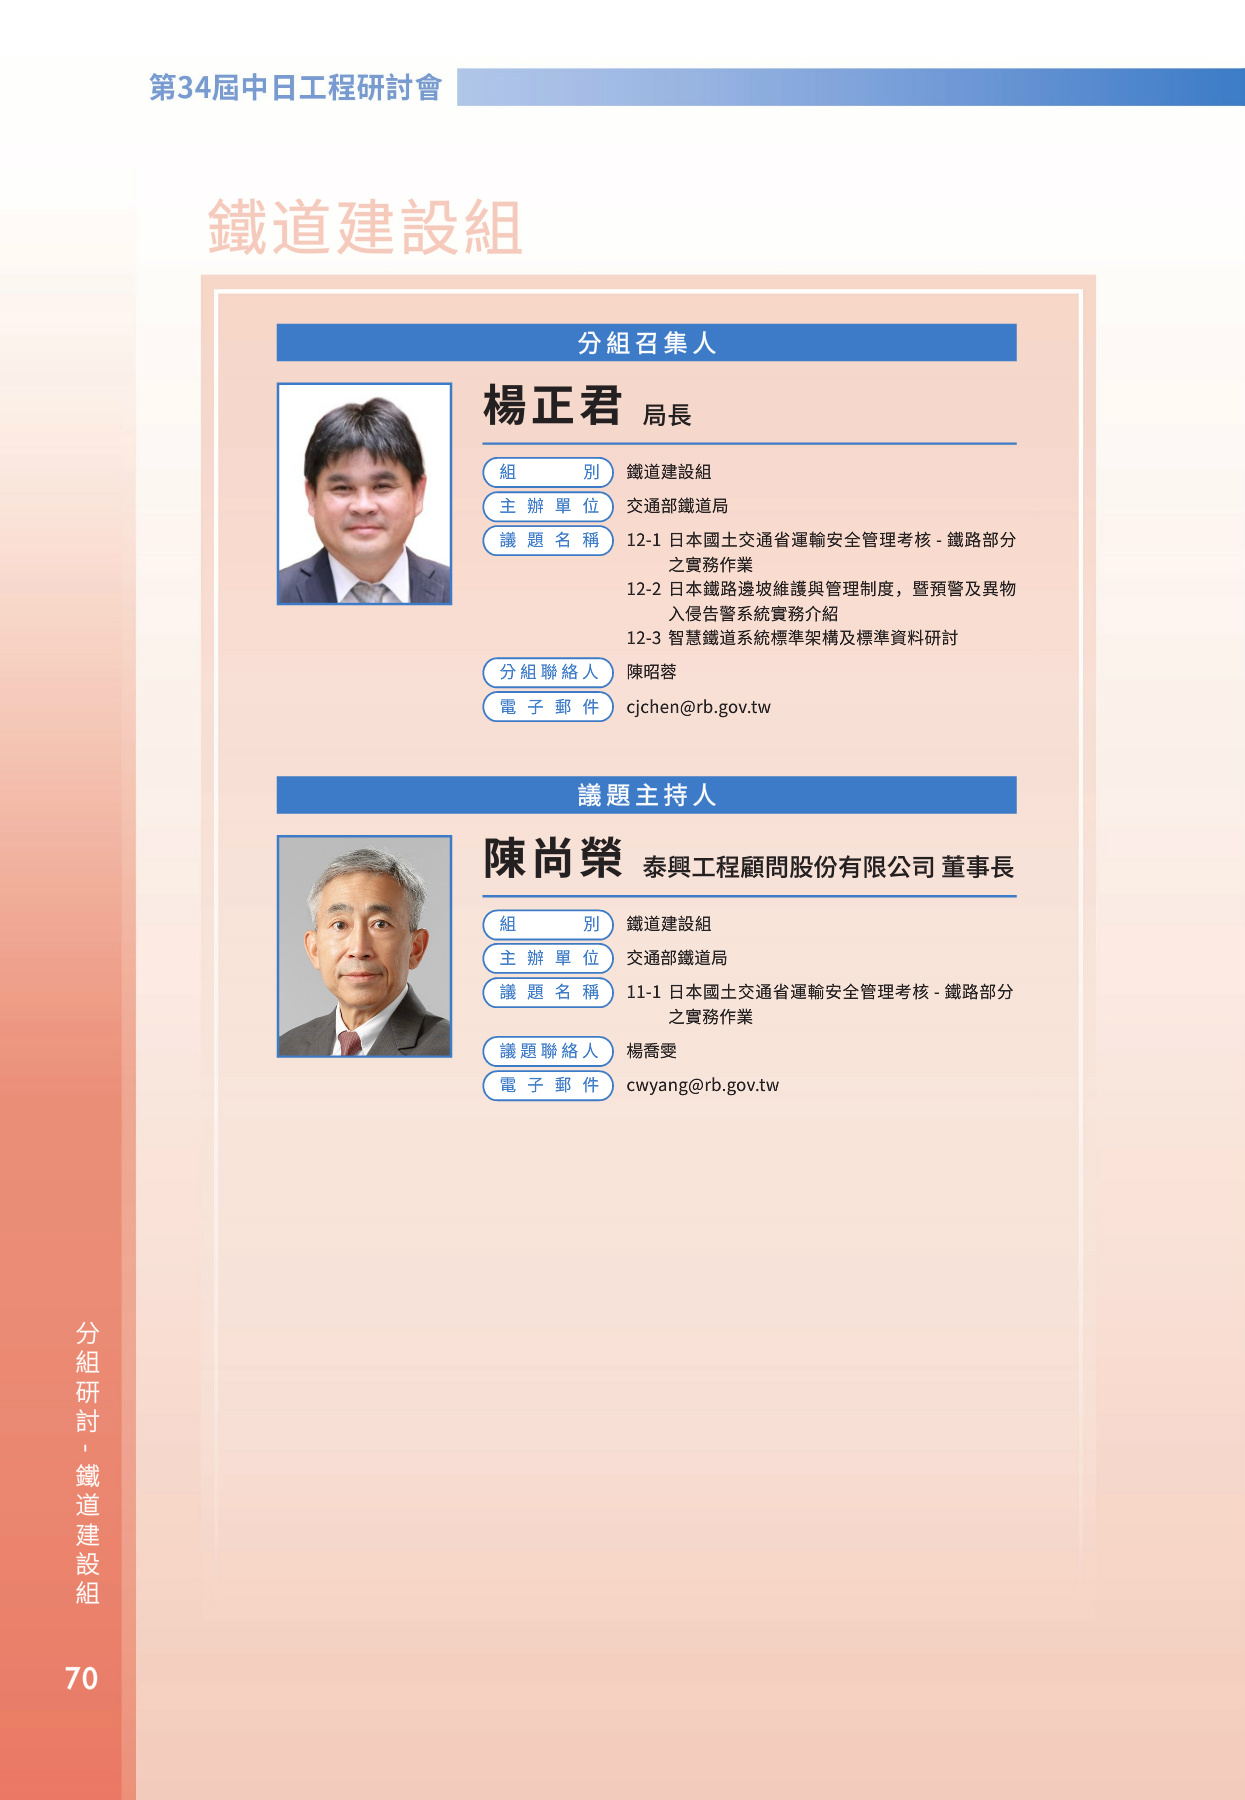 第34屆中日工程研討會
鐵道建設組
分組召集人
楊正君 局長
組別 鐵道建設組
主辦單位 交通部鐵道局
議題名稱 12-1 日本國土交通省運輸安全管理考核 - 鐵路部分
之實務作業
12-2 日本鐵路邊坡維護與管理制度，暨預警及異物
入侵告警系統實務介紹
12-3 智慧鐵道系統標準架構及標準資料研討
分組聯絡人 陳昭蓉
電子郵件 cjchen@rb.gov.tw
議題主持人
陳尚榮 泰興工程顧問股份有限公司 董事長
組別 鐵道建設組
主辦單位 交通部鐵道局
議題名稱 11-1 日本國土交通省運輸安全管理考核 - 鐵路部分
之實務作業
議題聯絡人 楊喬雯
電子郵件 cwyang@rb.gov.tw
分組研討 - 鐵道建設組
70